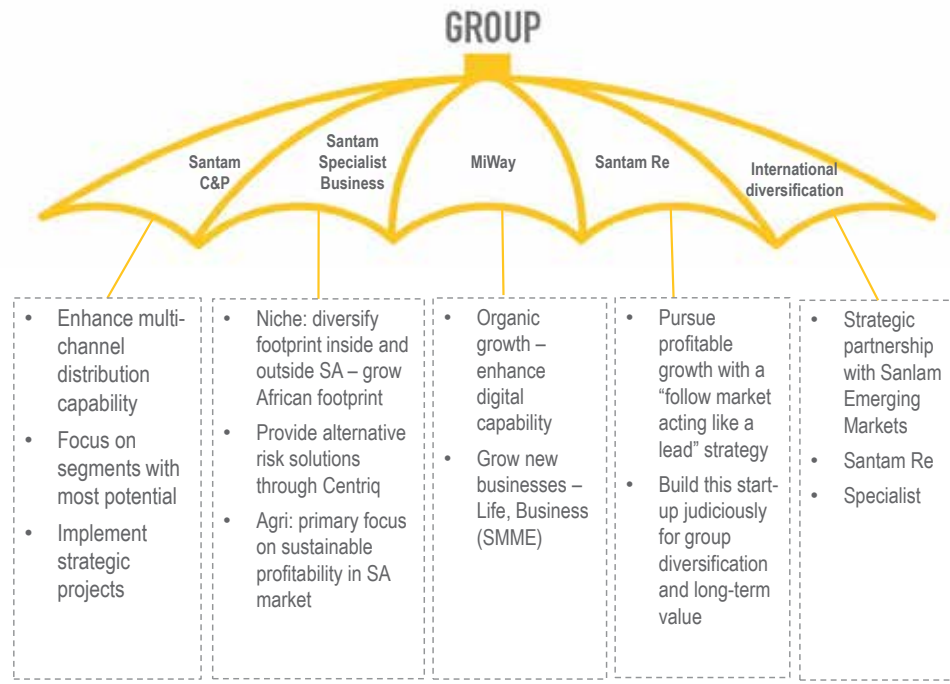 GROUP
Santam
C&P
Santam
Specialist
Business
MiWay
Santam Re
International
diversification
• Enhance multi-
channel
distribution
capability
• Focus on
segments with
most potential
• Implement
strategic
projects
• Niche: diversify
footprint inside and
outside SA – grow
African footprint
• Provide alternative
risk solutions
through Centriq
• Agri: primary focus
on sustainable
profitability in SA
market
• Organic
growth –
enhance
digital
capability
• Grow new
businesses –
Life, Business
(SMME)
• Pursue
profitable
growth with a
“follow market
acting like a
lead” strategy
• Build this start-
up judiciously
for group
diversification
and long-term
value
• Strategic
partnership
with Sanlam
Emerging
Markets
• Santam Re
• Specialist